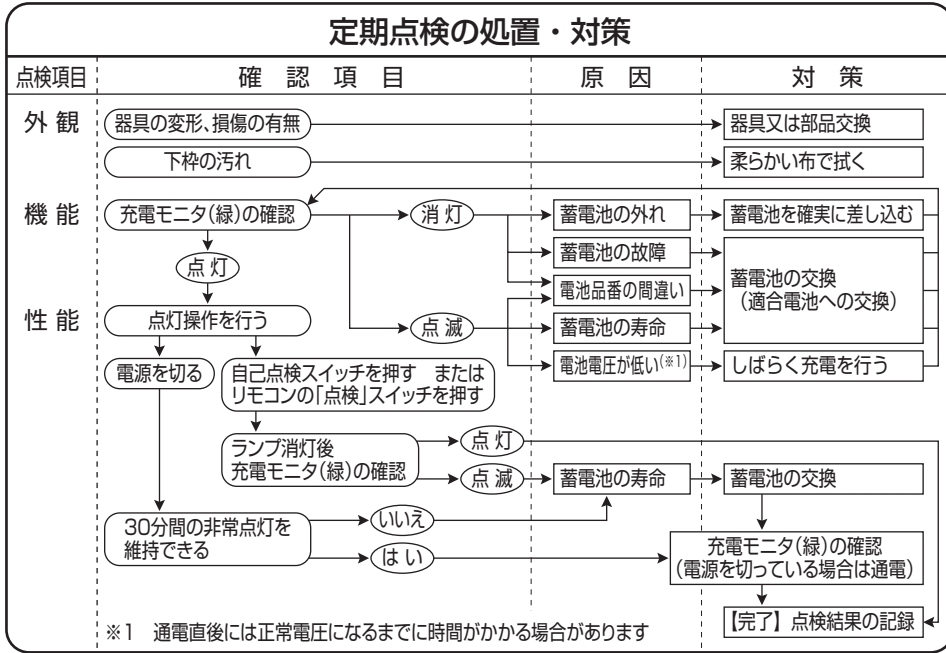 定期点検の処置・対策
点検項目 確認項目 原因 対策
外観 器具の変形、損傷の有無 器具又は部品交換
下枠の汚れ 柔らかい布で拭く
機能 充電モニタ(緑)の確認 消灯 蓄電池の外れ 蓄電池を確実に差し込む
蓄電池の故障
点灯
蓄電池の交換
(適合電池への交換)
電池品番の間違い
性能 点灯操作を行う 点滅 蓄電池の寿命
電源を切る
自己点検スイッチを押す または
リモコンの「点検」スイッチを押す
電池電圧が低い(※1) しばらく充電を行う
ランプ消灯後
充電モニタ(緑)の確認
点灯
点滅 蓄電池の寿命 蓄電池の交換
30分間の非常点灯を
維持できる
いいえ
はい
充電モニタ(緑)の確認
(電源を切っている場合は通電)
【完了】点検結果の記録
※1 通電直後には正常電圧になるまでに時間がかかる場合があります